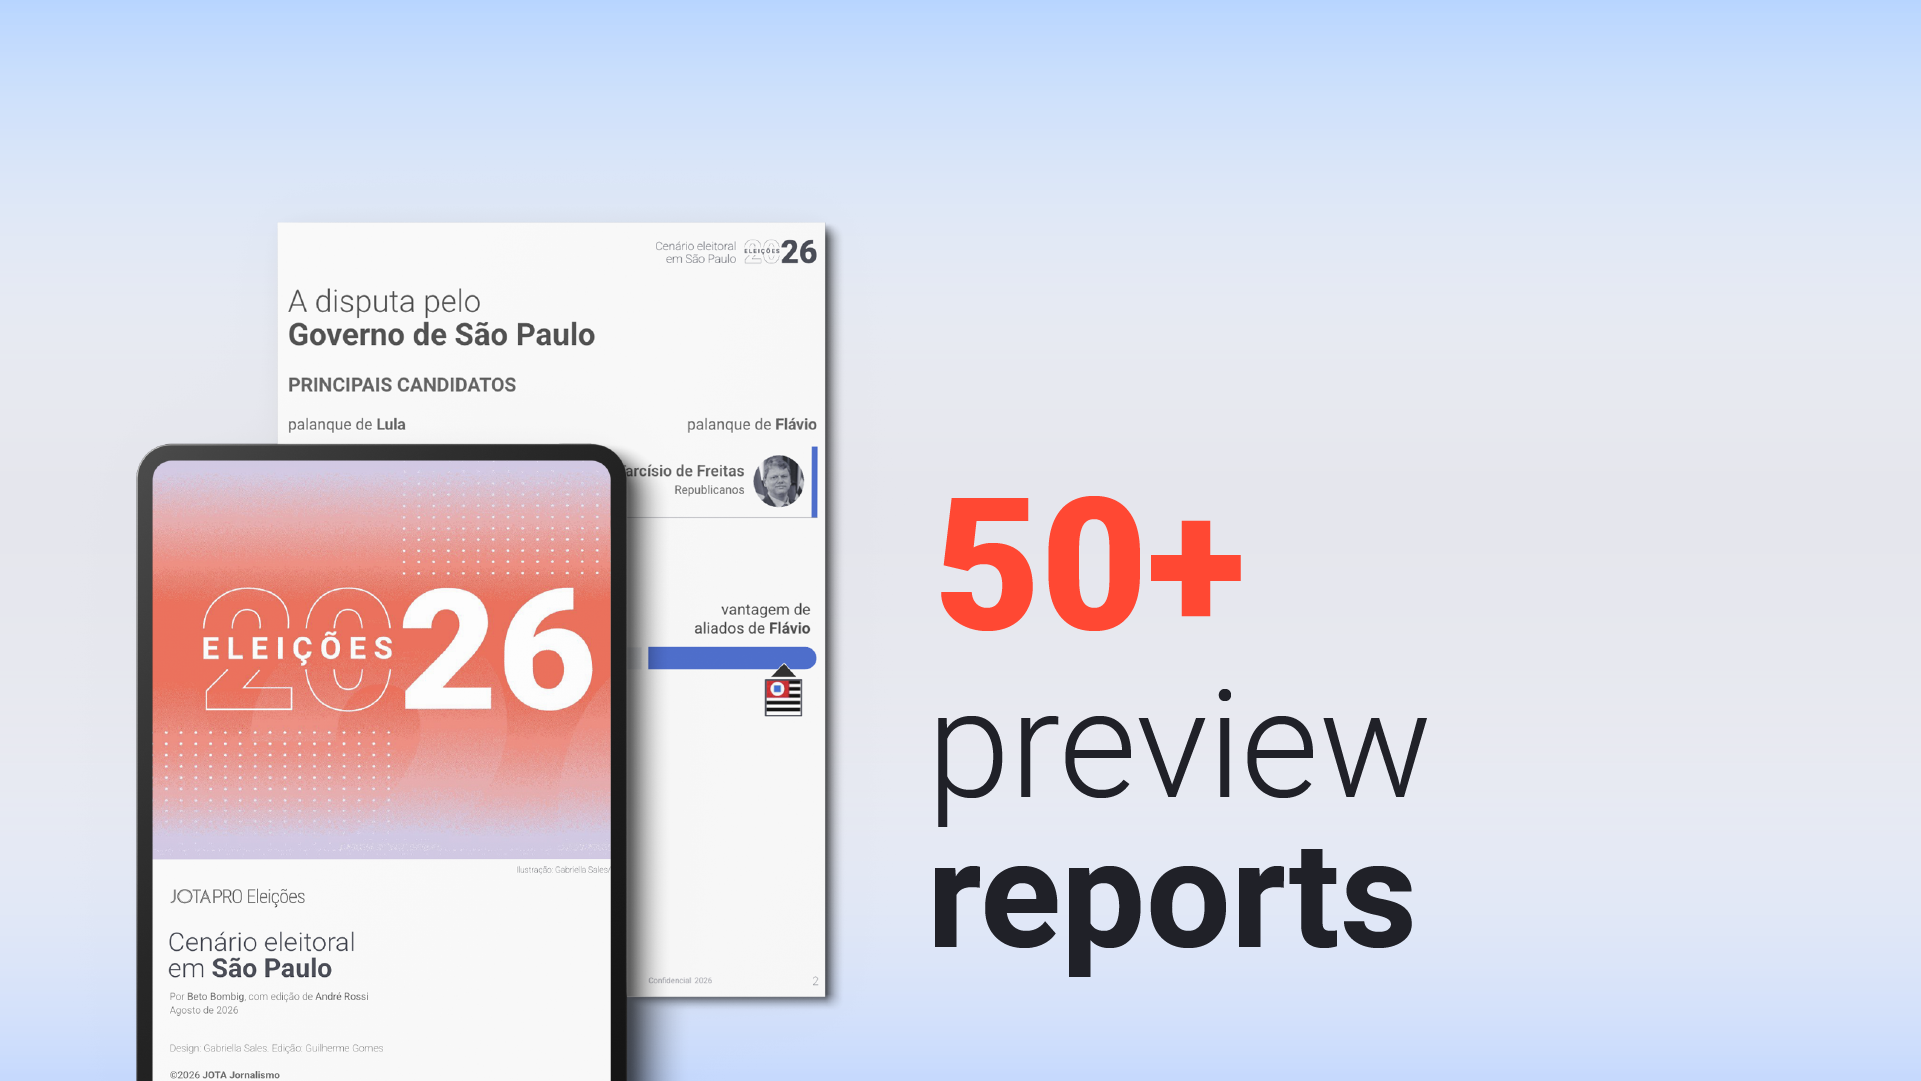 Cenário eleitoral
em São Paulo
ELEIÇÕES
2026
A disputa pelo
Governo de São Paulo
PRINCIPAIS CANDIDATOS
palanque de Lula
palanque de Flávio
arcísio de Freitas
Republicanos
vantagem de
aliados de Flávio
Confidencial 2026
2
2026
ELEIÇÕES
Ilustração: Gabriella Sales/
JOTAPRO Eleições
Cenário eleitoral
em São Paulo
Por Beto Bombig, com edição de André Rossi
Agosto de 2026
Design: Gabriella Sales. Edição: Guilherme Gomes
©2026 JOTA Jornalismo
50+
preview
reports